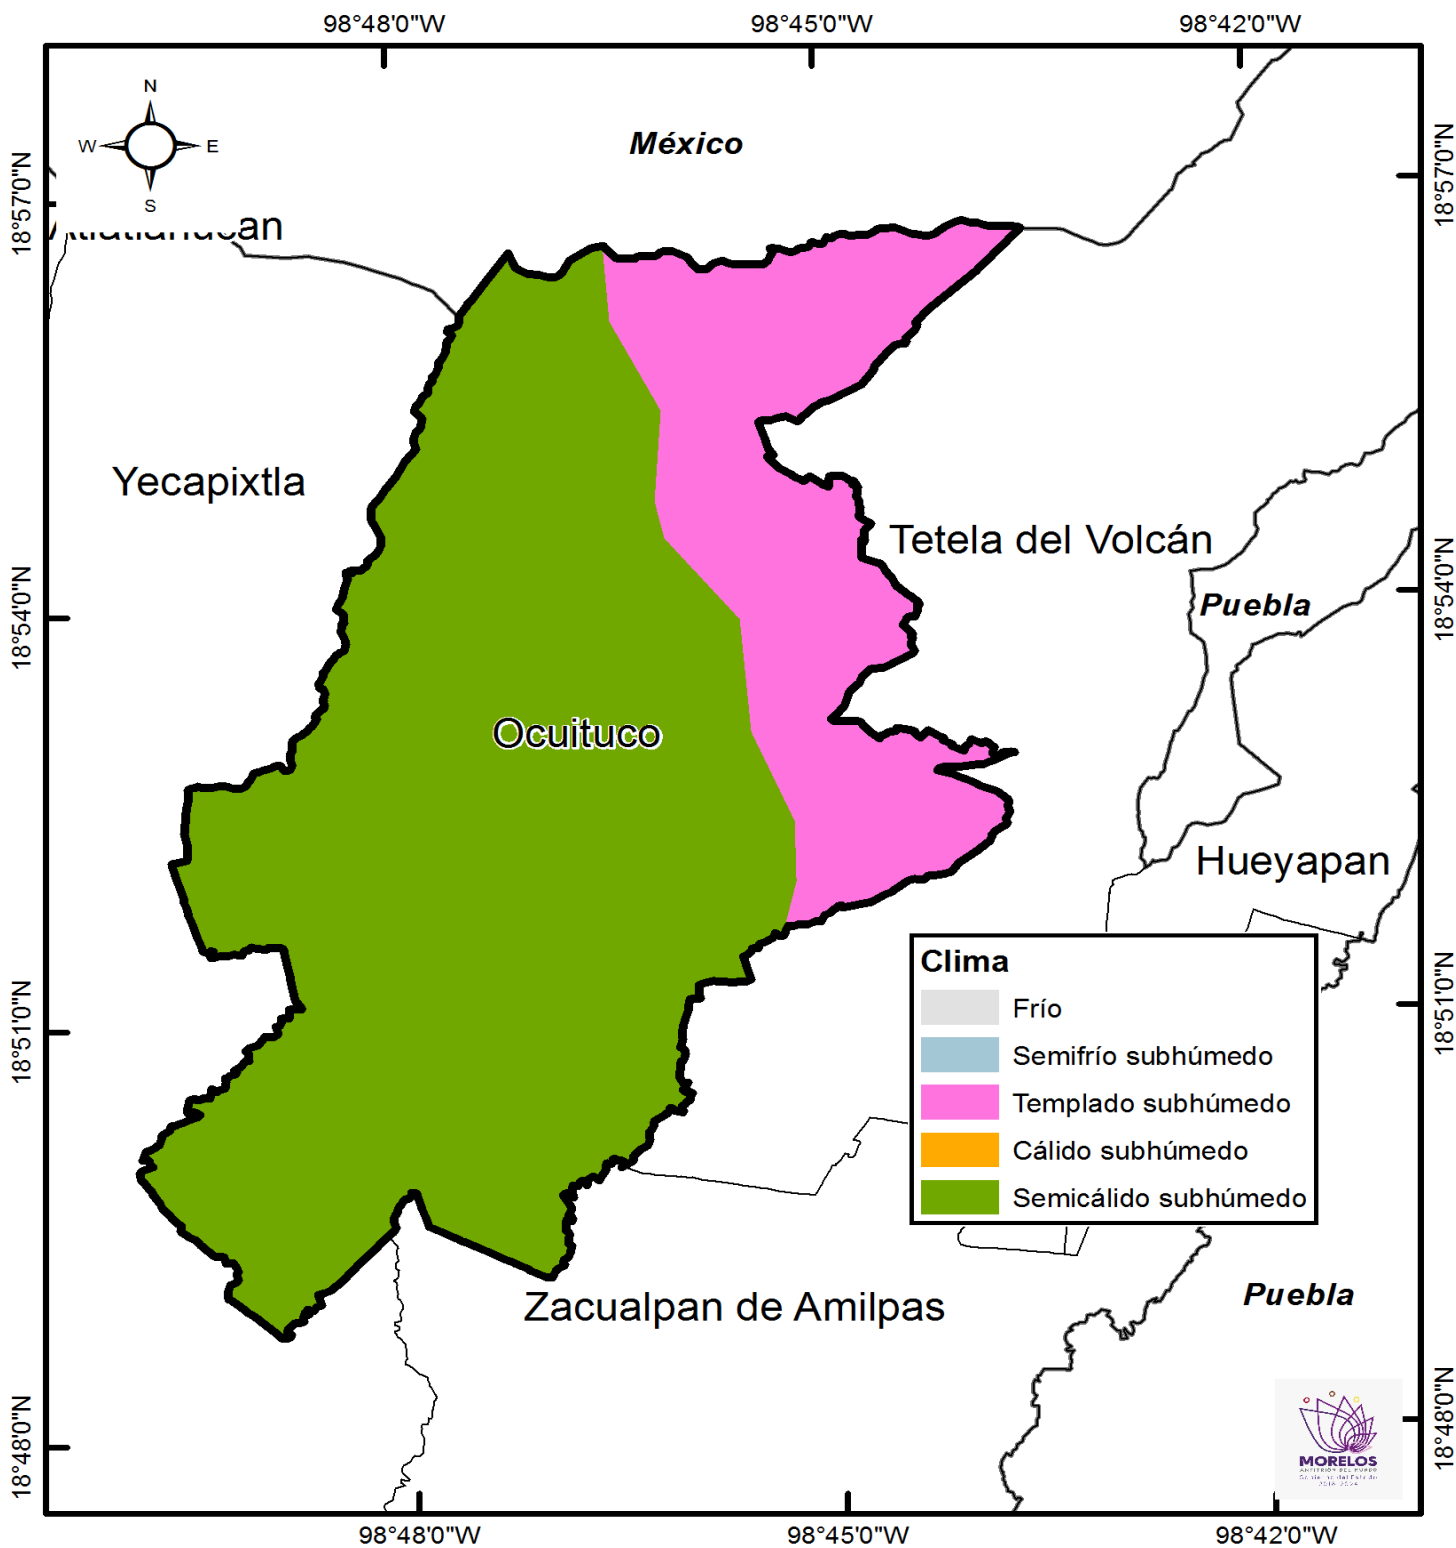 98°48'0"W
98°45'0"W
98°42'0"W
N
W
E
S
México
18°57'0"N
18°57'0"N
Yecapixtla
Tetela del Volcán
Puebla
18°54'0"N
18°54'0"N
Ocuituco
Hueyapan
Clima
Frío
Semifrío subhúmedo
Templado subhúmedo
Cálido subhúmedo
Semicálido subhúmedo
18°51'0"N
18°51'0"N
Zacualpan de Amilpas
Puebla
18°48'0"N
18°48'0"N
MORELOS
2018-2024
98°48'0"W
98°45'0"W
98°42'0"W